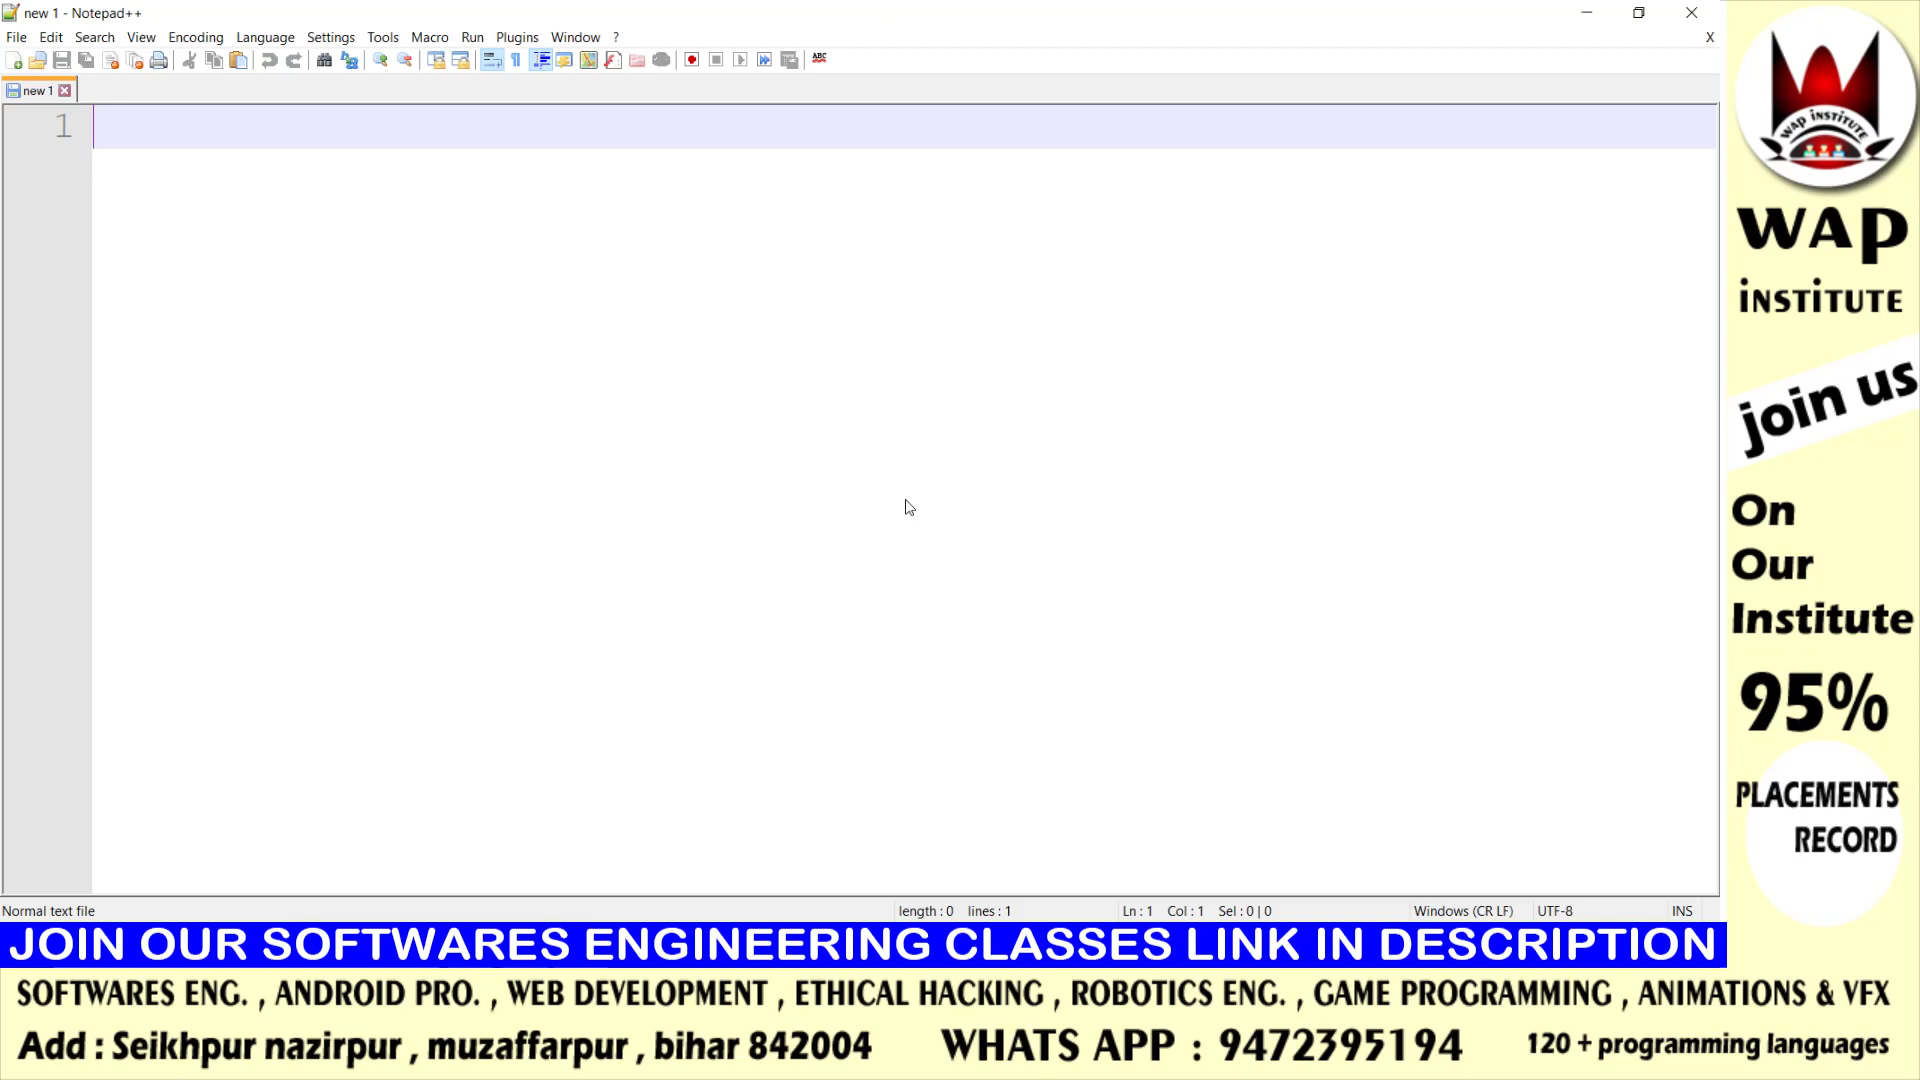 new 1 - Notepad++
File Edit Search View Encoding Language Settings Tools Macro Run Plugins Window ? X
ABC
new 1
1
Normal text file length : 0 lines : 1 Ln : 1 Col : 1 Sel : 0 | 0 Windows (CR LF) UTF-8 INS
WAP INSTITUTE
WAP
INSTITUTE
join us
On
Our
Institute
95%
PLACEMENTS
RECORD
JOIN OUR SOFTWARES ENGINEERING CLASSES LINK IN DESCRIPTION
SOFTWARES ENG. , ANDROID PRO. , WEB DEVELOPMENT , ETHICAL HACKING , ROBOTICS ENG. , GAME PROGRAMMING , ANIMATIONS & VFX
Add : Seikhpur nazirpur , muzaffarpur , bihar 842004 WHATS APP : 9472395194 120 + programming languages